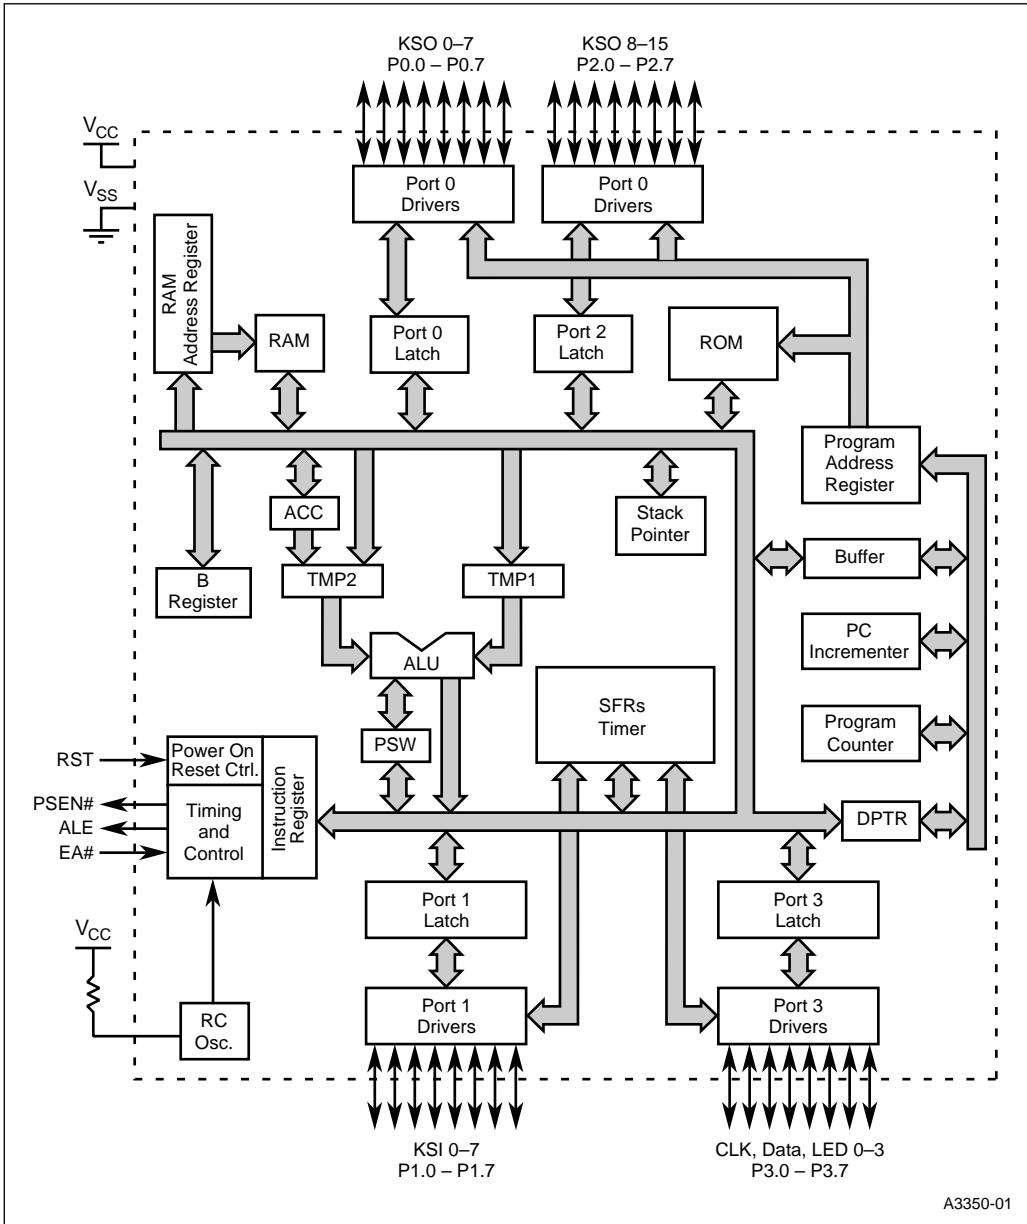 KSO 0–7
P0.0 – P0.7
KSO 8–15
P2.0 – P2.7
VCC
VSS
Port 0
Drivers
Port 0
Drivers
RAM
Address Register
RAM
Port 0
Latch
Port 2
Latch
ROM
Program
Address
Register
ACC
Stack
Pointer
B
Register
TMP2
TMP1
Buffer
ALU
PC
Incrementer
SFRs
Timer
PSW
Program
Counter
RST
PSEN#
ALE
EA#
Power On
Reset Ctrl.
Timing
and
Control
Instruction
Register
DPTR
Port 1
Latch
Port 3
Latch
VCC
RC
Osc.
Port 1
Drivers
Port 3
Drivers
KSI 0–7
P1.0 – P1.7
CLK, Data, LED 0–3
P3.0 – P3.7
A3350-01